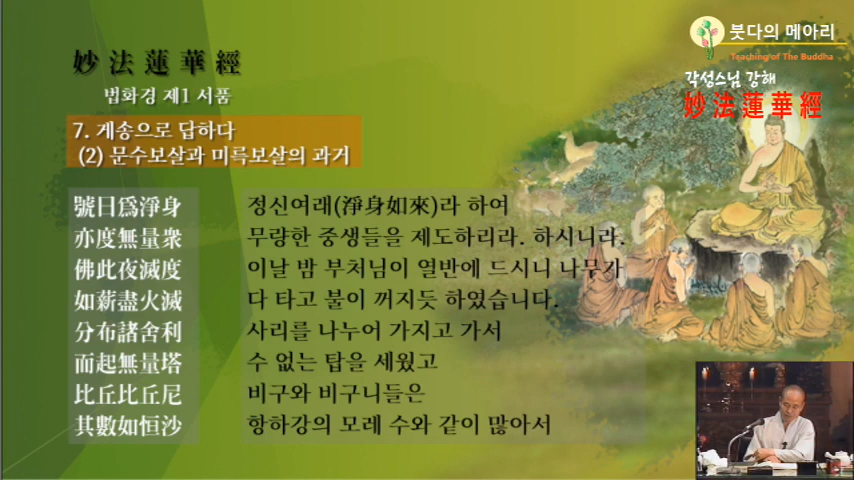 妙法蓮華經
법화경 제1 서품
7. 게송으로 답하다
(2) 문수보살과 미륵보살의 과거
號曰爲淨身 정신여래(淨身如來)라 하여
亦度無量衆 무량한 중생들을 제도하리라. 하시니라.
佛此夜滅度 이날 밤 부처님이 열반에 드시니 나무가
如薪盡火滅 다 타고 불이 꺼지듯 하였습니다.
分布諸舍利 사리를 나누어 가지고 가서
而起無量塔 수 없는 탑을 세웠고
比丘比丘尼 비구와 비구니들은
其數如恒沙 항하강의 모레 수와 같이 많아서
붓다의 메아리
Teaching of The Buddha
각성스님 강해
妙法蓮華經